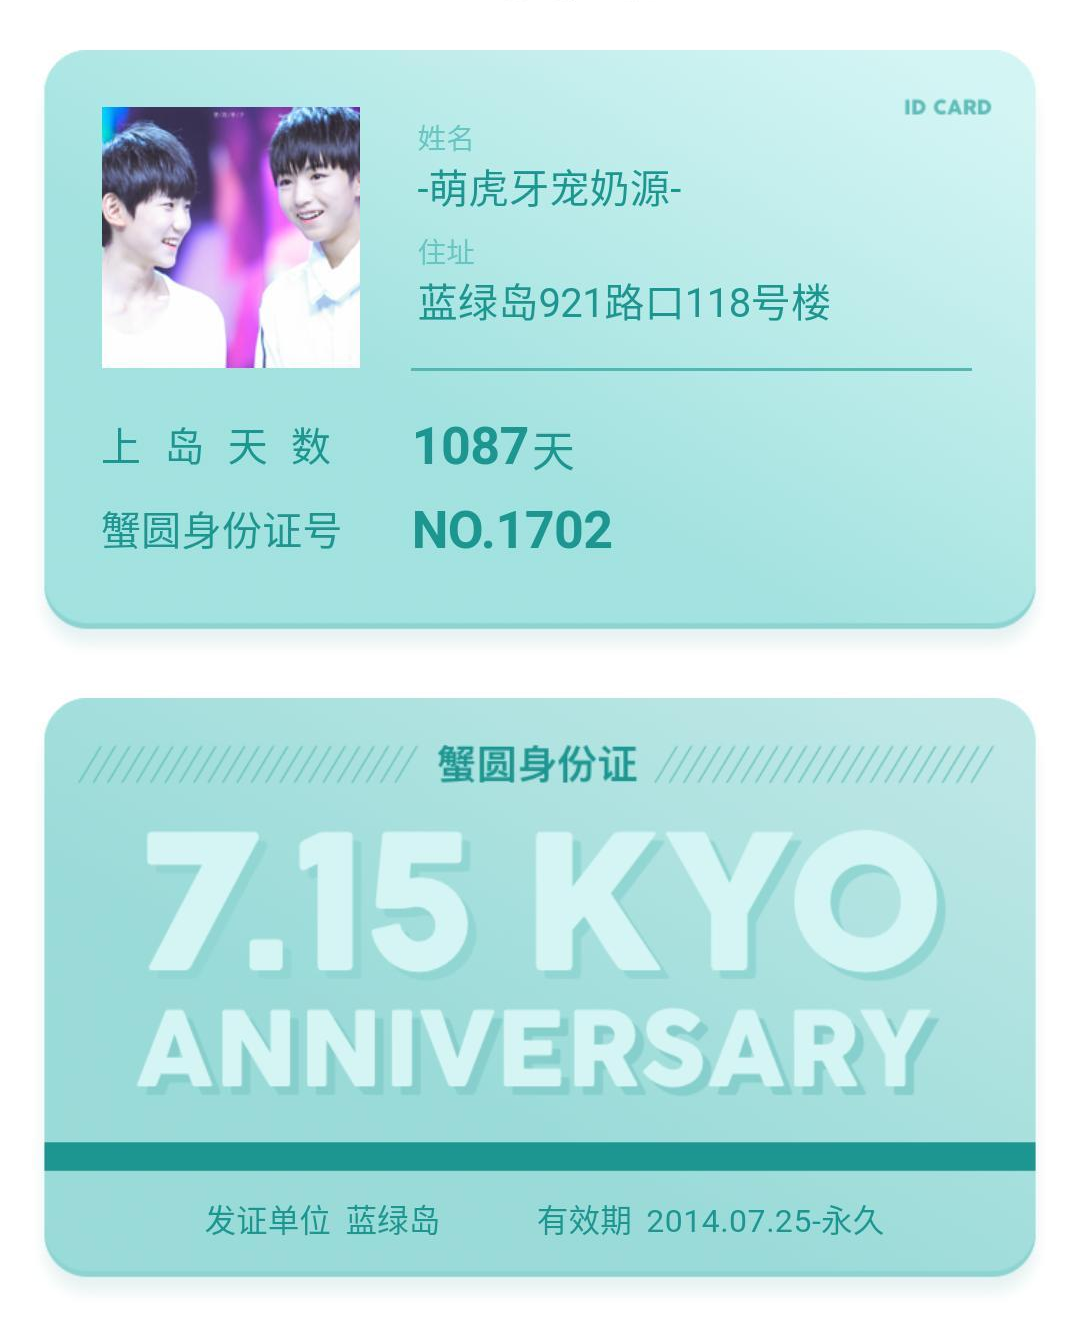 ID CARD
姓名
-萌虎牙宠奶源-
住址
蓝绿岛921路口118号楼
上岛天数 1087天
蟹圆身份证号 NO.1702
蟹圆身份证
7.15 KYO
ANNIVERSARY
发证单位 蓝绿岛 有效期 2014.07.25-永久